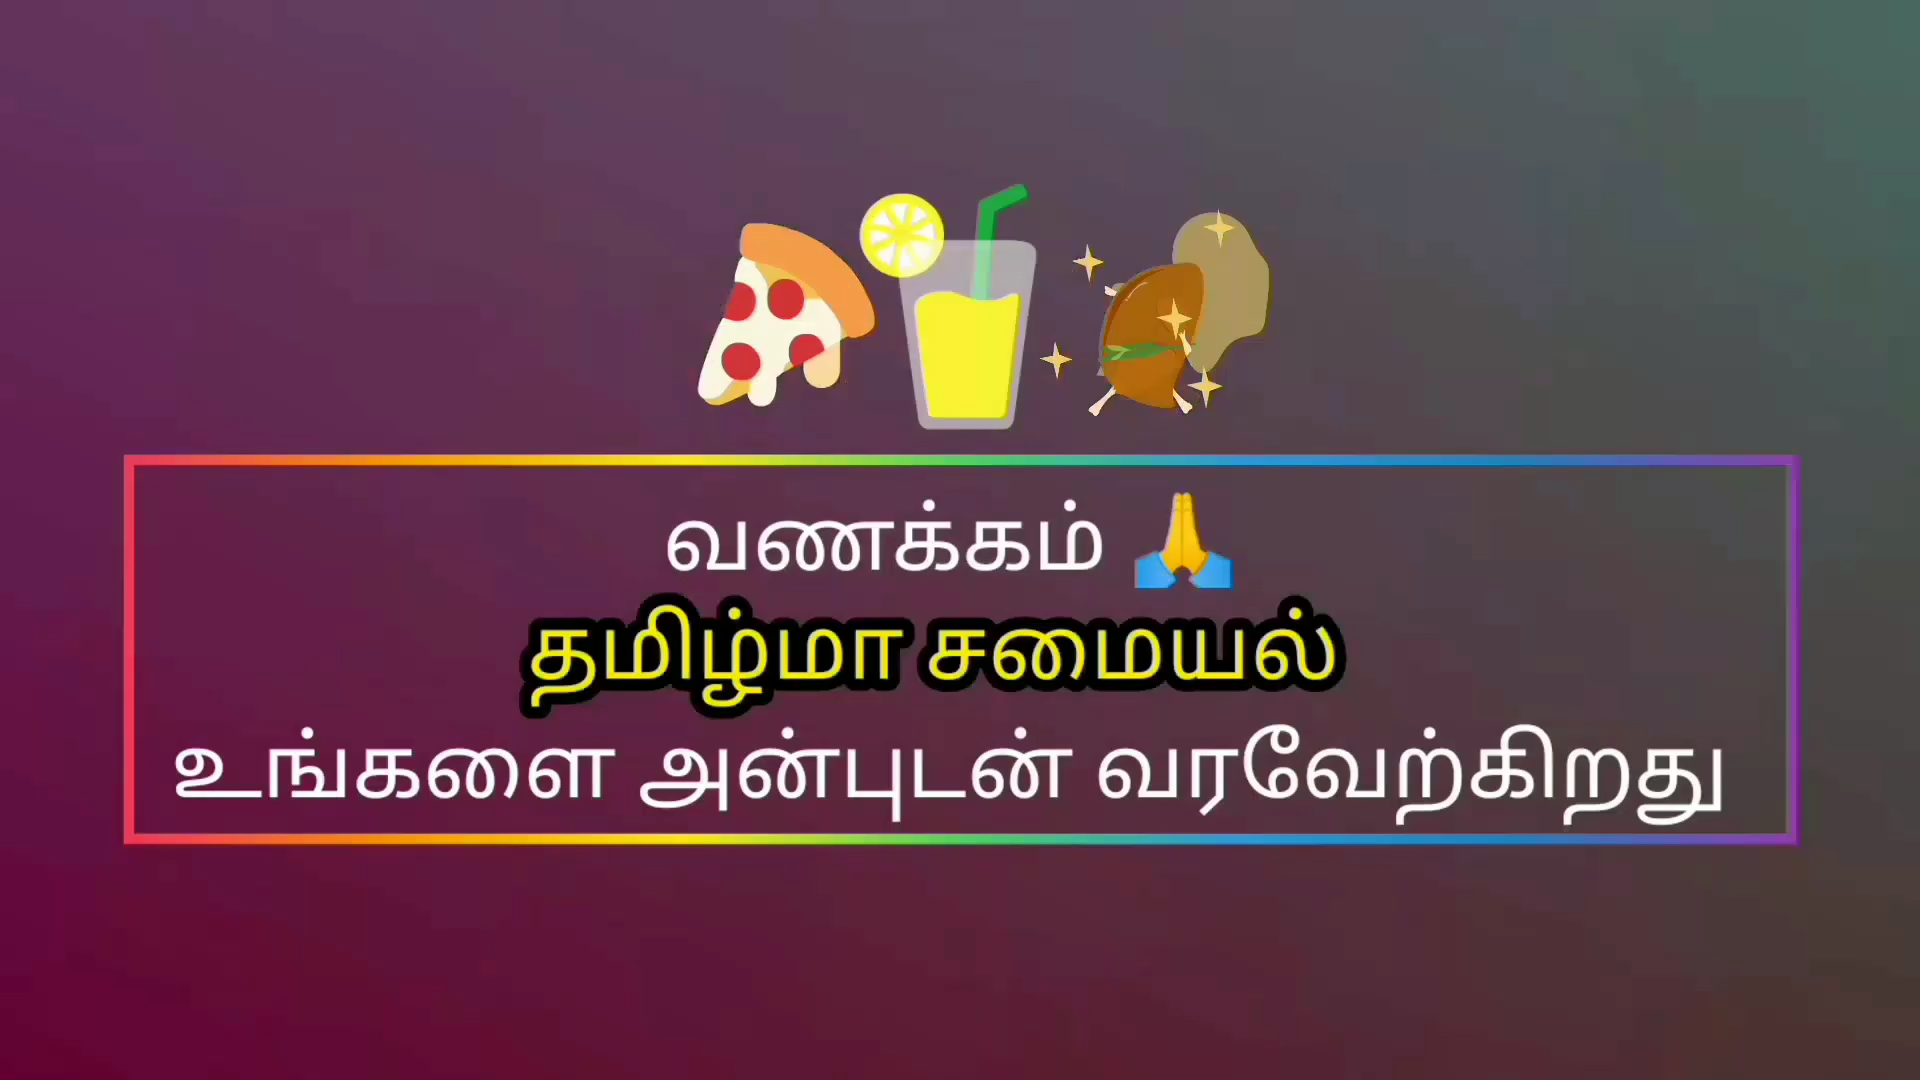 வணக்கம் 🙏
தமிழ்மா சமையல்
உங்களை அன்புடன் வரவேற்கிறது